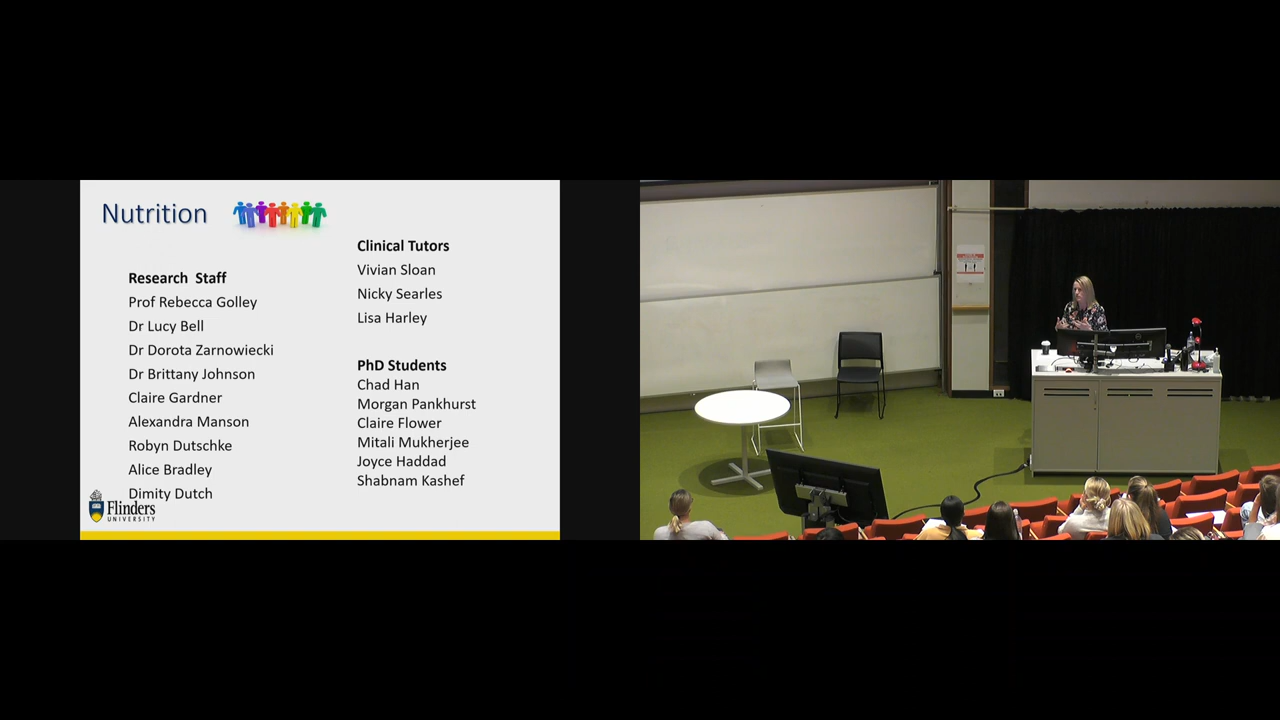 Nutrition
Research Staff
Prof Rebecca Golley
Dr Lucy Bell
Dr Dorota Zarnowiecki
Dr Brittany Johnson
Claire Gardner
Alexandra Manson
Robyn Dutschke
Alice Bradley
Dimity Dutch
Flinders
UNIVERSITY
Clinical Tutors
Vivian Sloan
Nicky Searles
Lisa Harley
PhD Students
Chad Han
Morgan Pankhurst
Claire Flower
Mitali Mukherjee
Joyce Haddad
Shabnam Kashef